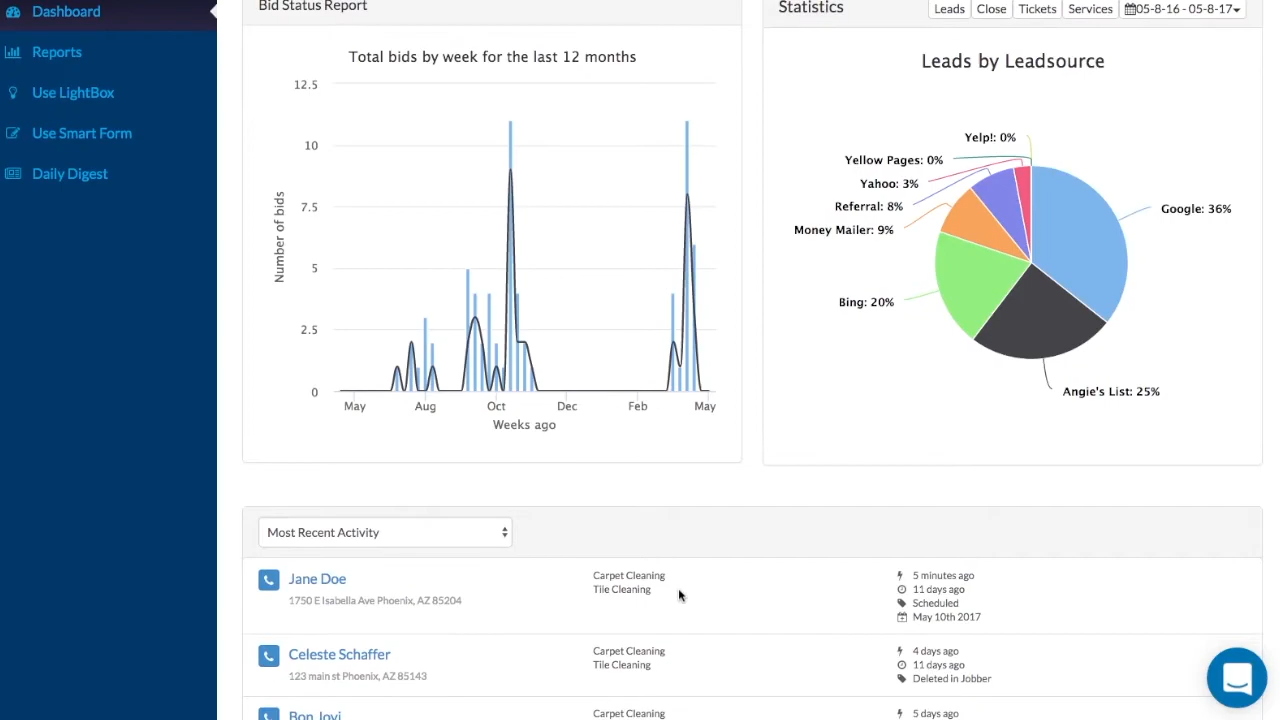 Dashboard
Reports
Use LightBox
Use Smart Form
Daily Digest
Bid Status Report
Total bids by week for the last 12 months
12.5
10
7.5
5
2.5
0
Number of bids
May Aug Oct Dec Feb May
Weeks ago
Statistics
Leads Close Tickets Services 05-8-16 - 05-8-17
Leads by Leadsource
Yelp!: 0%
Yellow Pages: 0%
Yahoo: 3%
Referral: 8%
Money Mailer: 9%
Bing: 20%
Google: 36%
Angie's List: 25%
Most Recent Activity
Jane Doe
1750 E Isabella Ave Phoenix, AZ 85204
Carpet Cleaning
Tile Cleaning
5 minutes ago
11 days ago
Scheduled
May 10th 2017
Celeste Schaffer
123 main st Phoenix, AZ 85143
Carpet Cleaning
Tile Cleaning
4 days ago
11 days ago
Deleted in Jobber
Bon Jovi
Carpet Cleaning
5 days ago